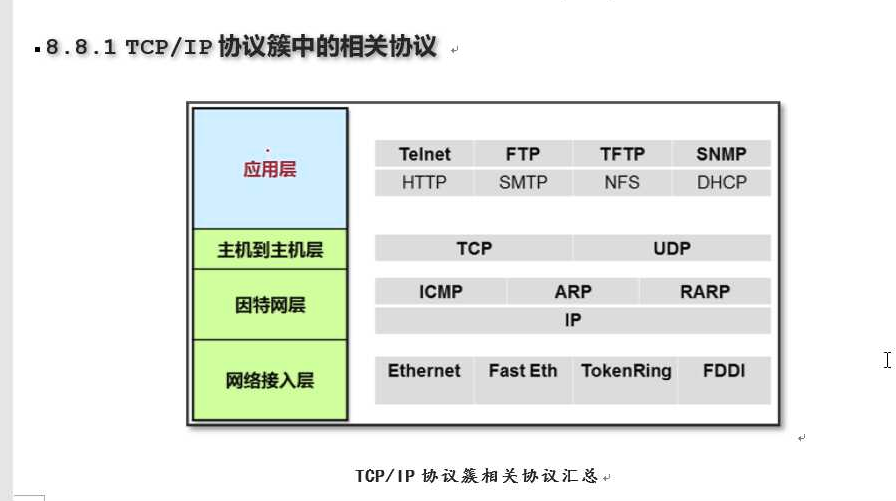 8.8.1 TCP/IP 协议簇中的相关协议
应用层
Telnet FTP TFTP SNMP
HTTP SMTP NFS DHCP
主机到主机层
TCP UDP
因特网层
ICMP ARP RARP
IP
网络接入层
Ethernet Fast Eth TokenRing FDDI
TCP/IP 协议簇相关协议汇总